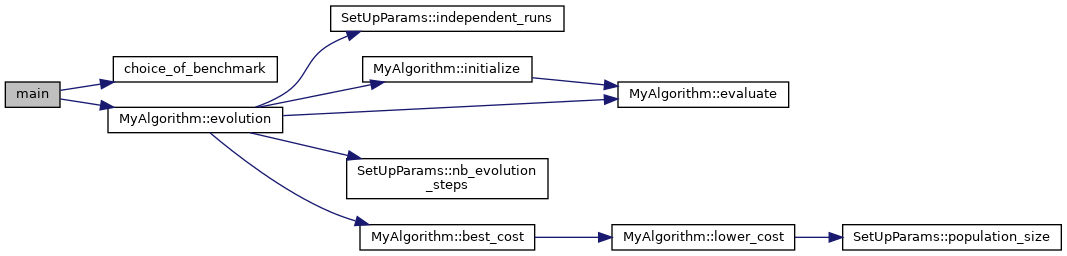 SetUpParams::independent_runs
choice_of_benchmark
MyAlgorithm::initialize
main
MyAlgorithm::evaluate
MyAlgorithm::evolution
SetUpParams::nb_evolution
_steps
MyAlgorithm::best_cost
MyAlgorithm::lower_cost
SetUpParams::population_size